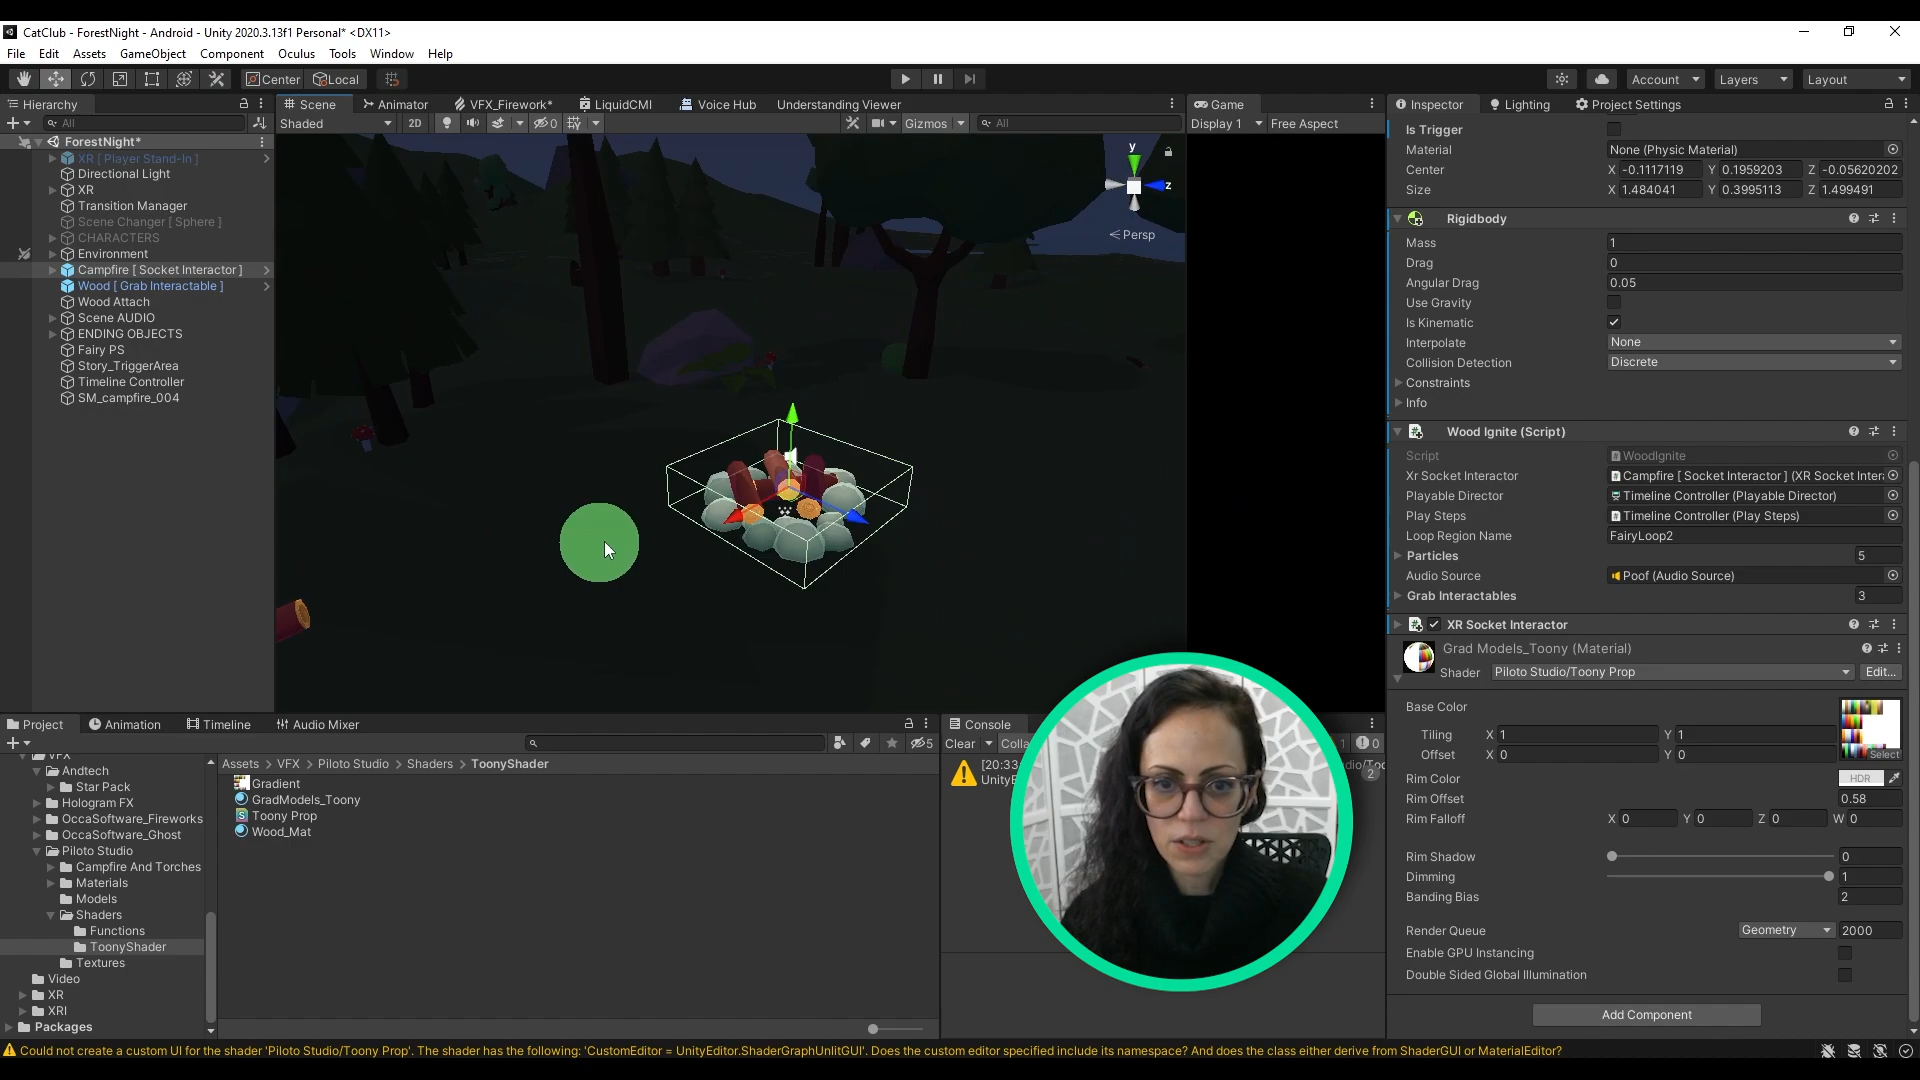 CatClub - ForestNight - Android - Unity 2020.3.13f1 Personal* <DX11>
File Edit Assets GameObject Component Oculus Tools Window Help
Center Local Account Layers Layout
Hierarchy
All
ForestNight*
XR [ Player Stand-In ]
Directional Light
XR
Transition Manager
Scene Changer [ Sphere ]
CHARACTERS
Environment
Campfire [ Socket Interactor ]
Wood [ Grab Interactable ]
Wood Attach
Scene AUDIO
ENDING OBJECTS
Fairy PS
Story_TriggerArea
Timeline Controller
SM_campfire_004
Scene Animator VFX_Firework* LiquidCMI Voice Hub Understanding Viewer
Shaded 2D 0 Gizmos All
y
z
Persp
Game
Display 1 Free Aspect
Inspector Lighting Project Settings
Is Trigger
Material None (Physic Material)
Center X -0.1117119 Y 0.1959203 Z -0.05620202
Size X 1.484041 Y 0.3995113 Z 1.499491
Rigidbody
Mass 1
Drag 0
Angular Drag 0.05
Use Gravity
Is Kinematic
Interpolate None
Collision Detection Discrete
Constraints
Info
Wood Ignite (Script)
Script WoodIgnite
Xr Socket Interactor Campfire [ Socket Interactor ] (XR Socket Inter
Playable Director Timeline Controller (Playable Director)
Play Steps Timeline Controller (Play Steps)
Loop Region Name FairyLoop2
Particles 5
Audio Source Poof (Audio Source)
Grab Interactables 3
XR Socket Interactor
Grad Models_Toony (Material)
Shader Piloto Studio/Toony Prop Edit...
Base Color
Tiling X 1 Y 1
Offset X 0 Y 0
Select
Rim Color HDR
Rim Offset 0.58
Rim Falloff X 0 Y 0 Z 0 W 0
Rim Shadow 0
Dimming 1
Banding Bias 2
Render Queue Geometry 2000
Enable GPU Instancing
Double Sided Global Illumination
Add Component
Project Animation Timeline Audio Mixer
5
VFX
Andtech
Star Pack
Hologram FX
OccaSoftware_Fireworks
OccaSoftware_Ghost
Piloto Studio
Campfire And Torches
Materials
Models
Shaders
Functions
ToonyShader
Textures
Video
XR
XRI
Packages
Assets > VFX > Piloto Studio > Shaders > ToonyShader
Gradient
GradModels_Toony
Toony Prop
Wood_Mat
Console
Clear Colla 1 0
[20:33 dio/Too
UnityE 2
Could not create a custom UI for the shader 'Piloto Studio/Toony Prop'. The shader has the following: 'CustomEditor = UnityEditor.ShaderGraphUnlitGUI'. Does the custom editor specified include its namespace? And does the class either derive from ShaderGUI or MaterialEditor?